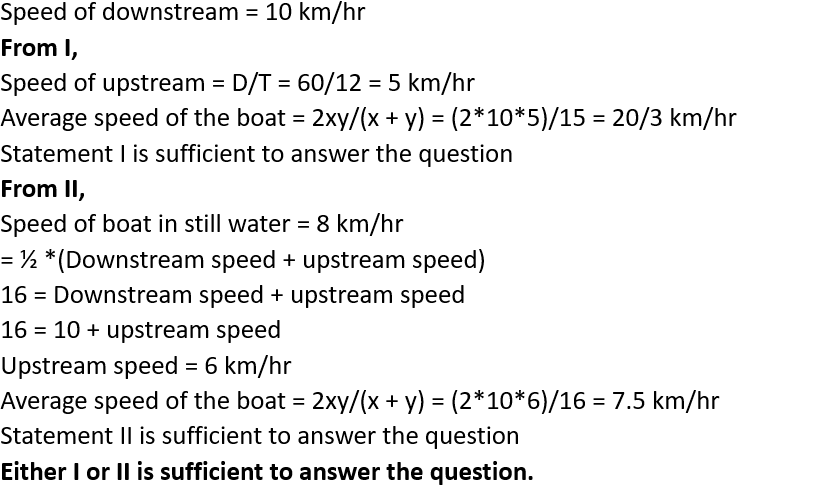 Speed of downstream = 10 km/hr
From I,
Speed of upstream = D/T = 60/12 = 5 km/hr
Average speed of the boat = 2xy/(x + y) = (2*10*5)/15 = 20/3 km/hr
Statement I is sufficient to answer the question
From II,
Speed of boat in still water = 8 km/hr
= ½ *(Downstream speed + upstream speed)
16 = Downstream speed + upstream speed
16 = 10 + upstream speed
Upstream speed = 6 km/hr
Average speed of the boat = 2xy/(x + y) = (2*10*6)/16 = 7.5 km/hr
Statement II is sufficient to answer the question
Either I or II is sufficient to answer the question.